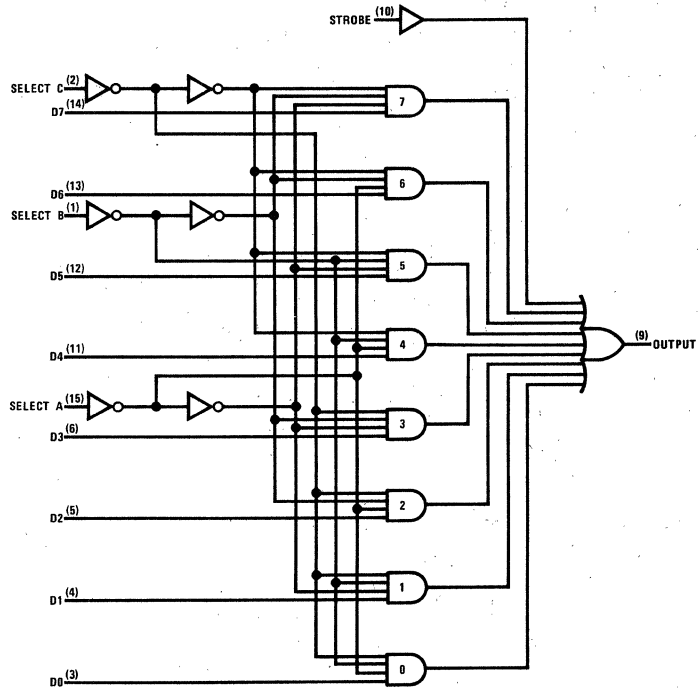 STROBE (10)
SELECT C (2)
D7 (14)
7
D6 (13)
6
SELECT B (1)
D5 (12)
5
(9) OUTPUT
D4 (11)
4
SELECT A (15)
D3 (6)
3
D2 (5)
2
D1 (4)
1
D0 (3)
0